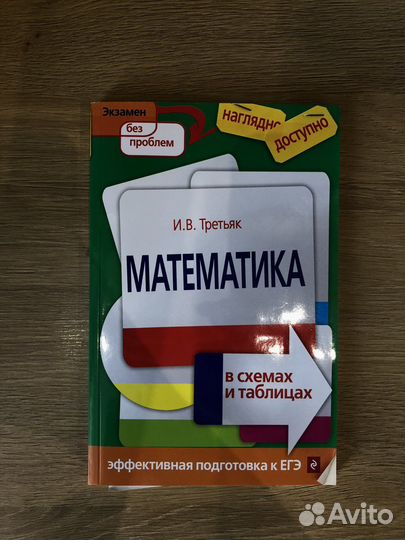 Экзамен
без
проблем
наглядно
доступно
И.В. Третьяк
МАТЕМАТИКА
в схемах
и таблицах
эффективная подготовка к ЕГЭ
Avito